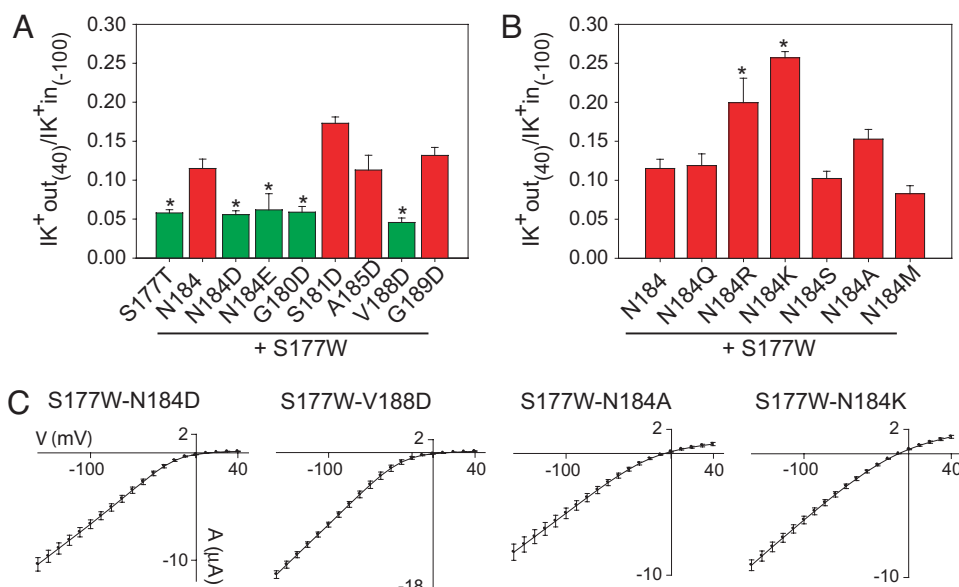 A
IK⁺out(40)/IK⁺in(-100)
0.30
0.25
0.20
0.15
0.10
0.05
0.00
* * * * *
S177T
N184
N184D
N184E
G180D
S181D
A185D
V188D
G189D
+ S177W
B
IK⁺out(40)/IK⁺in(-100)
0.30
0.25
0.20
0.15
0.10
0.05
0.00
* *
N184
N184Q
N184R
N184K
N184S
N184A
N184M
+ S177W
C
S177W-N184D
V (mV)
2
-100
40
-10
A (µA)
S177W-V188D
2
-100
40
-18
S177W-N184A
2
-100
40
-10
S177W-N184K
2
-100
40
-10